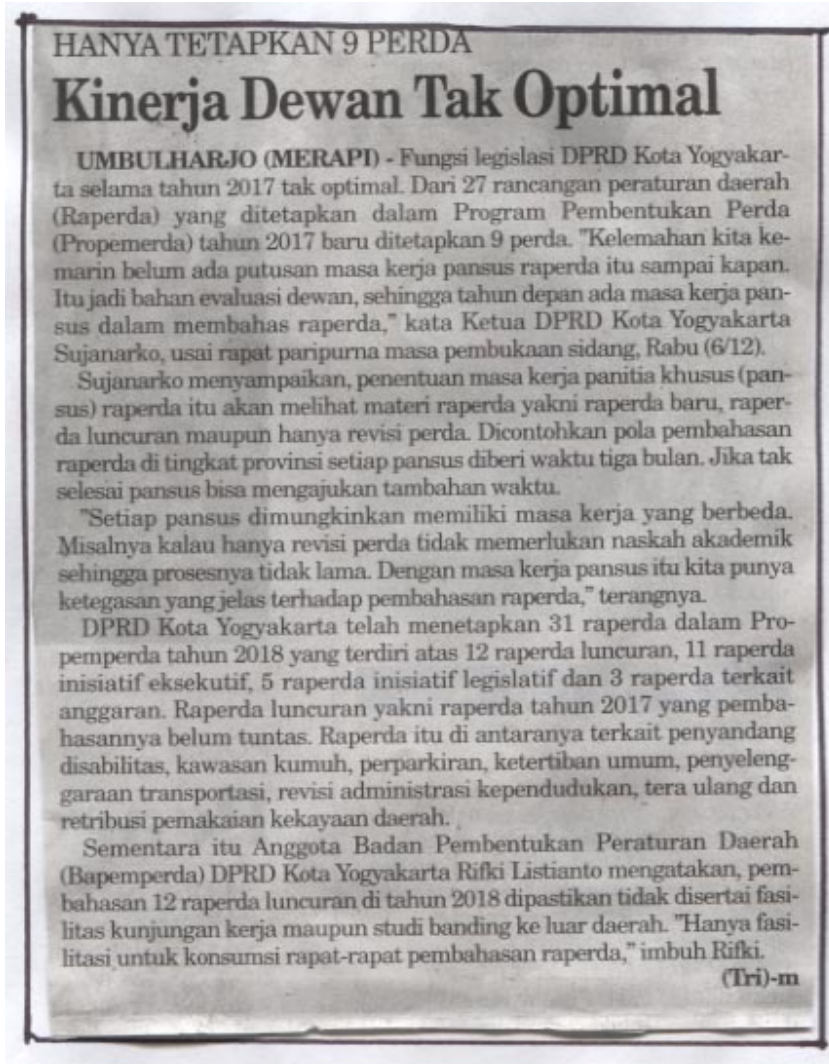 HANYA TETAPKAN 9 PERDA
Kinerja Dewan Tak Optimal
UMBULHARJO (MERAPI) - Fungsi legislasi DPRD Kota Yogyakar-
ta selama tahun 2017 tak optimal. Dari 27 rancangan peraturan daerah
(Raperda) yang ditetapkan dalam Program Pembentukan Perda
(Propemerda) tahun 2017 baru ditetapkan 9 perda. "Kelemahan kita ke-
marin belum ada putusan masa kerja pansus raperda itu sampai kapan.
Itu jadi bahan evaluasi dewan, sehingga tahun depan ada masa kerja pan-
sus dalam membahas raperda," kata Ketua DPRD Kota Yogyakarta
Sujanarko, usai rapat paripurna masa pembukaan sidang, Rabu (6/12).
Sujanarko menyampaikan, penentuan masa kerja panitia khusus (pan-
sus) raperda itu akan melihat materi raperda yakni raperda baru, raper-
da luncuran maupun hanya revisi perda. Dicontohkan pola pembahasan
raperda di tingkat provinsi setiap pansus diberi waktu tiga bulan. Jika tak
selesai pansus bisa mengajukan tambahan waktu.
"Setiap pansus dimungkinkan memiliki masa kerja yang berbeda.
Misalnya kalau hanya revisi perda tidak memerlukan naskah akademik
sehingga prosesnya tidak lama. Dengan masa kerja pansus itu kita punya
ketegasan yang jelas terhadap pembahasan raperda," terangnya.
DPRD Kota Yogyakarta telah menetapkan 31 raperda dalam Pro-
pemperda tahun 2018 yang terdiri atas 12 raperda luncuran, 11 raperda
inisiatif eksekutif, 5 raperda inisiatif legislatif dan 3 raperda terkait
anggaran. Raperda luncuran yakni raperda tahun 2017 yang pemba-
hasannya belum tuntas. Raperda itu di antaranya terkait penyandang
disabilitas, kawasan kumuh, perparkiran, ketertiban umum, penyeleng-
garaan transportasi, revisi administrasi kependudukan, tera ulang dan
retribusi pemakaian kekayaan daerah.
Sementara itu Anggota Badan Pembentukan Peraturan Daerah
(Bapemperda) DPRD Kota Yogyakarta Rifki Listianto mengatakan, pem-
bahasan 12 raperda luncuran di tahun 2018 dipastikan tidak disertai fasi-
litas kunjungan kerja maupun studi banding ke luar daerah. "Hanya fasi-
litasi untuk konsumsi rapat-rapat pembahasan raperda," imbuh Rifki.
(Tri)-m